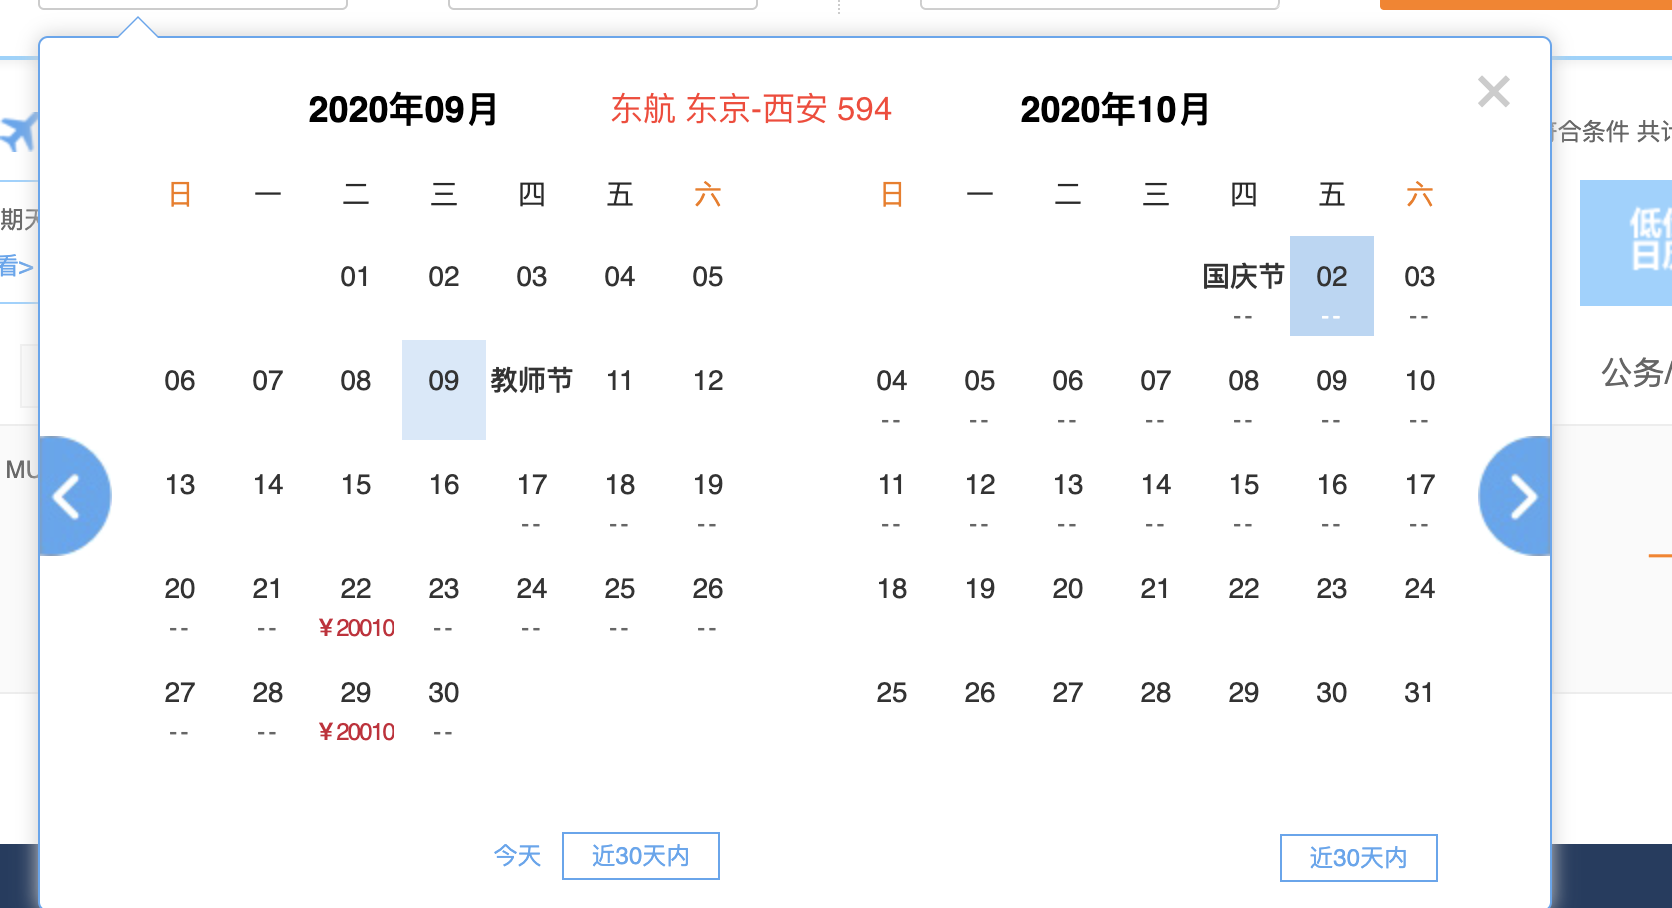 2020年09月 东航 东京-西安 594 2020年10月
符合条件 共计
日 一 二 三 四 五 六
01 02 03 04 05
06 07 08 09 教师节 11 12
13 14 15 16 17 18 19
-- -- --
20 21 22 23 24 25 26
-- -- ¥20010 -- -- -- --
27 28 29 30
-- -- ¥20010 --
今天 近30天内
日 一 二 三 四 五 六
国庆节 02 03
-- -- --
04 05 06 07 08 09 10
-- -- -- -- -- -- --
11 12 13 14 15 16 17
-- -- -- -- -- -- --
18 19 20 21 22 23 24
25 26 27 28 29 30 31
近30天内
期天
看>
MU
公务/